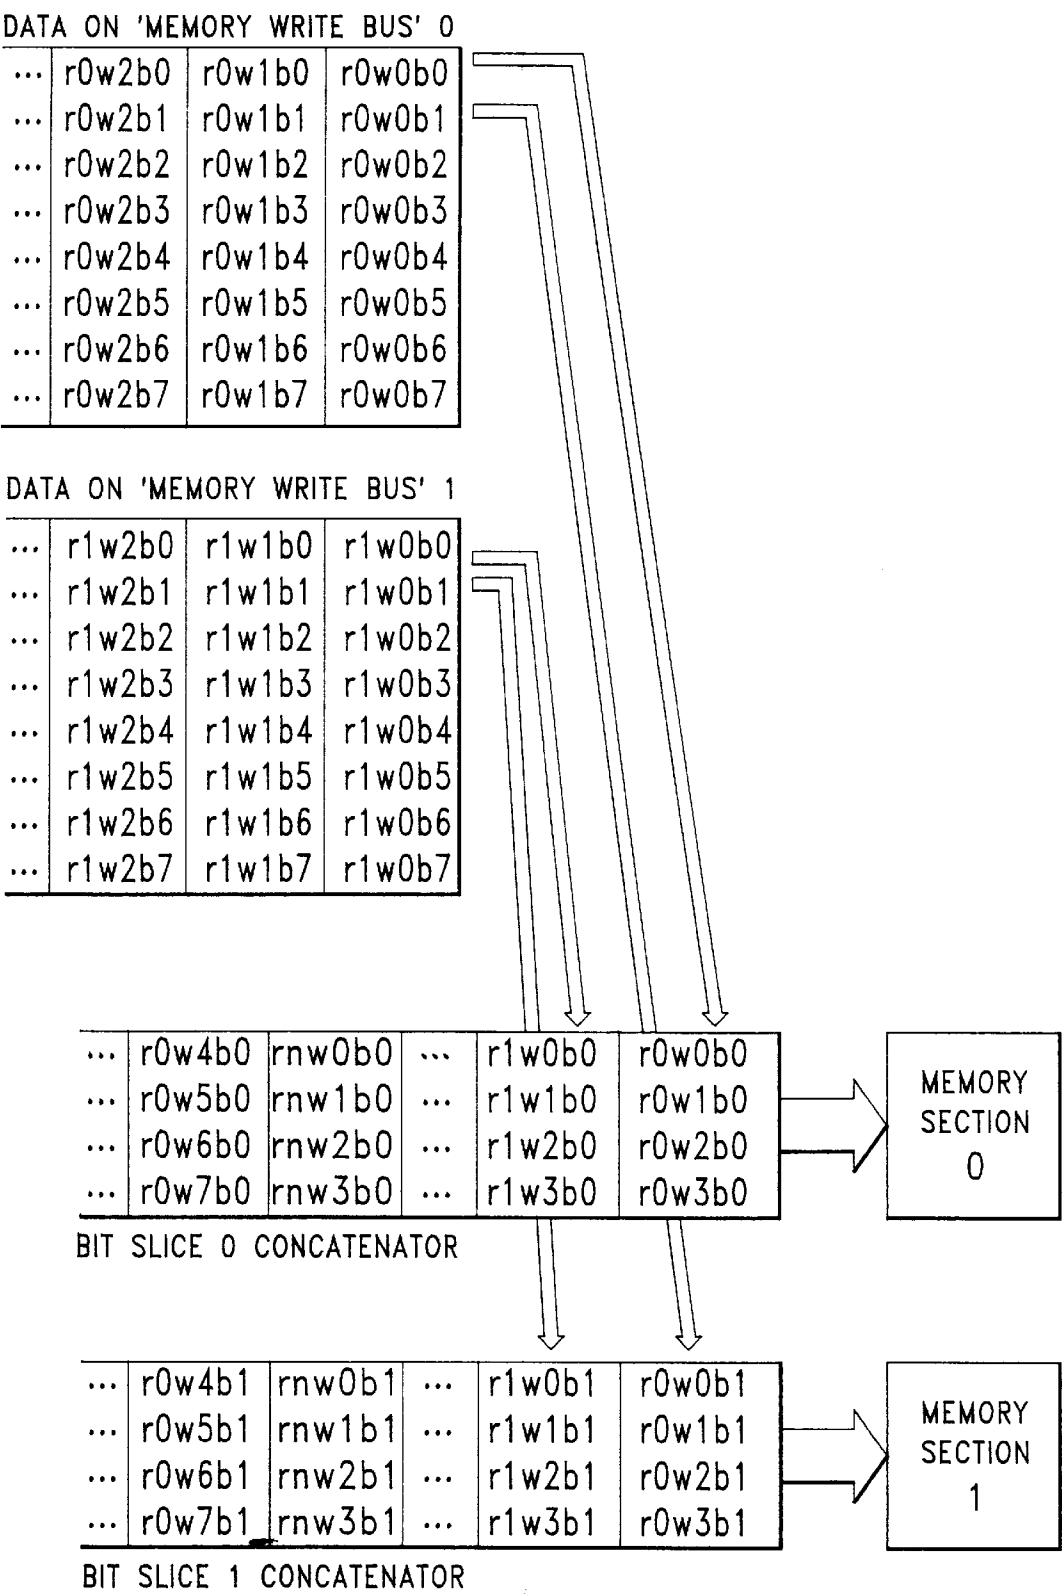 DATA ON 'MEMORY WRITE BUS' 0
... r0w2b0 r0w1b0 r0w0b0
... r0w2b1 r0w1b1 r0w0b1
... r0w2b2 r0w1b2 r0w0b2
... r0w2b3 r0w1b3 r0w0b3
... r0w2b4 r0w1b4 r0w0b4
... r0w2b5 r0w1b5 r0w0b5
... r0w2b6 r0w1b6 r0w0b6
... r0w2b7 r0w1b7 r0w0b7
DATA ON 'MEMORY WRITE BUS' 1
... r1w2b0 r1w1b0 r1w0b0
... r1w2b1 r1w1b1 r1w0b1
... r1w2b2 r1w1b2 r1w0b2
... r1w2b3 r1w1b3 r1w0b3
... r1w2b4 r1w1b4 r1w0b4
... r1w2b5 r1w1b5 r1w0b5
... r1w2b6 r1w1b6 r1w0b6
... r1w2b7 r1w1b7 r1w0b7
... r0w4b0 rnw0b0 ... r1w0b0 r0w0b0
... r0w5b0 rnw1b0 ... r1w1b0 r0w1b0
... r0w6b0 rnw2b0 ... r1w2b0 r0w2b0
... r0w7b0 rnw3b0 ... r1w3b0 r0w3b0
MEMORY
SECTION
0
BIT SLICE 0 CONCATENATOR
... r0w4b1 rnw0b1 ... r1w0b1 r0w0b1
... r0w5b1 rnw1b1 ... r1w1b1 r0w1b1
... r0w6b1 rnw2b1 ... r1w2b1 r0w2b1
... r0w7b1 rnw3b1 ... r1w3b1 r0w3b1
MEMORY
SECTION
1
BIT SLICE 1 CONCATENATOR